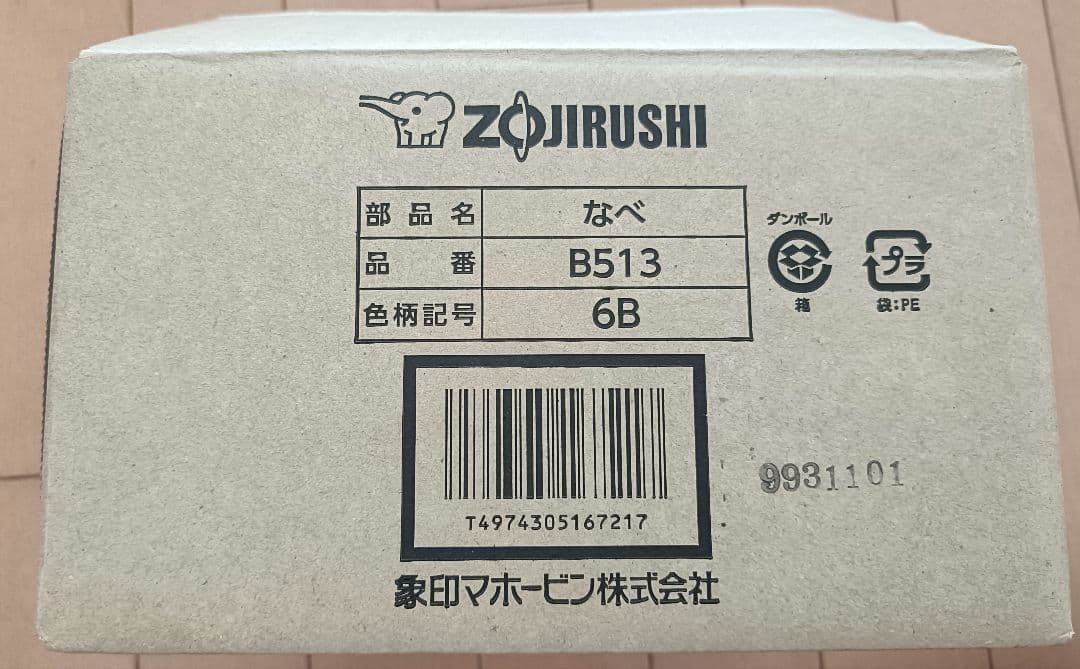 ZOJIRUSHI
部品名 なべ
品番 B513
色柄記号 6B
ダンボール
箱
プラ
袋:PE
T4974305167217
9931101
象印マホービン株式会社